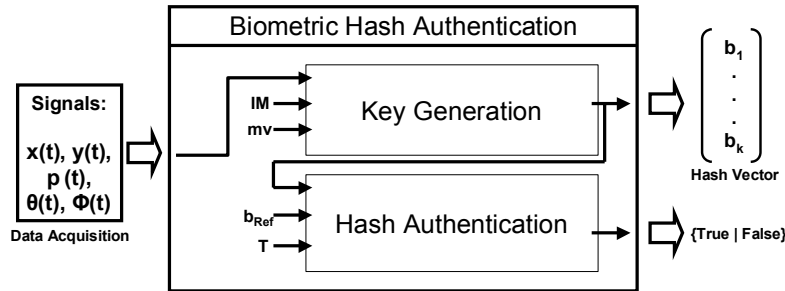 Biometric Hash Authentication
Signals:
x(t), y(t),
p (t),
θ(t), Φ(t)
Data Acquisition
IM
mv
Key Generation
b_Ref
T
Hash Authentication
b_1
.
.
.
b_k
Hash Vector
{True | False}